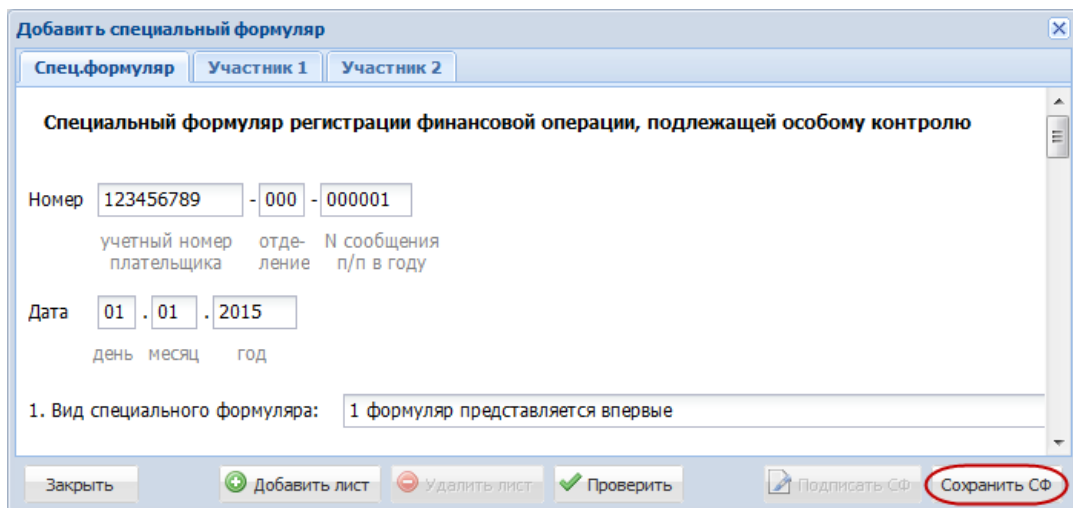 Добавить специальный формуляр
Спец.формуляр Участник 1 Участник 2
Специальный формуляр регистрации финансовой операции, подлежащей особому контролю
Номер 123456789 - 000 - 000001
учетный номер отде- N сообщения
плательщика ление п/п в году
Дата 01 . 01 . 2015
день месяц год
1. Вид специального формуляра: 1 формуляр представляется впервые
Закрыть Добавить лист Удалить лист Проверить Подписать СФ Сохранить СФ